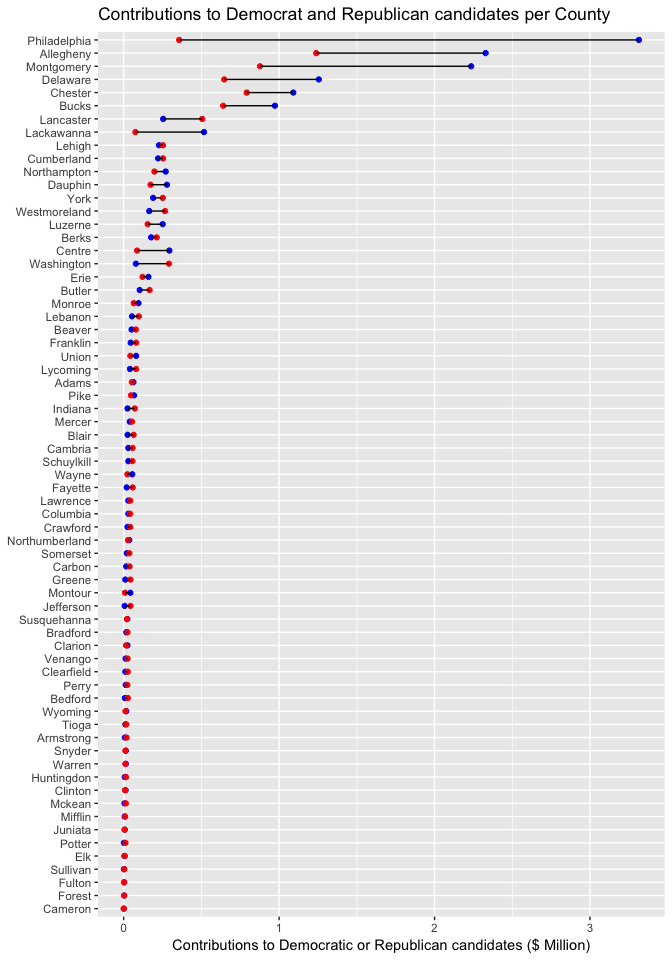 Contributions to Democrat and Republican candidates per County
Philadelphia
Allegheny
Montgomery
Delaware
Chester
Bucks
Lancaster
Lackawanna
Lehigh
Cumberland
Northampton
Dauphin
York
Westmoreland
Luzerne
Berks
Centre
Washington
Erie
Butler
Monroe
Lebanon
Beaver
Franklin
Union
Lycoming
Adams
Pike
Indiana
Mercer
Blair
Cambria
Schuylkill
Wayne
Fayette
Lawrence
Columbia
Crawford
Northumberland
Somerset
Carbon
Greene
Montour
Jefferson
Susquehanna
Bradford
Clarion
Venango
Clearfield
Perry
Bedford
Wyoming
Tioga
Armstrong
Snyder
Warren
Huntingdon
Clinton
Mckean
Mifflin
Juniata
Potter
Elk
Sullivan
Fulton
Forest
Cameron
0 1 2 3
Contributions to Democratic or Republican candidates ($ Million)